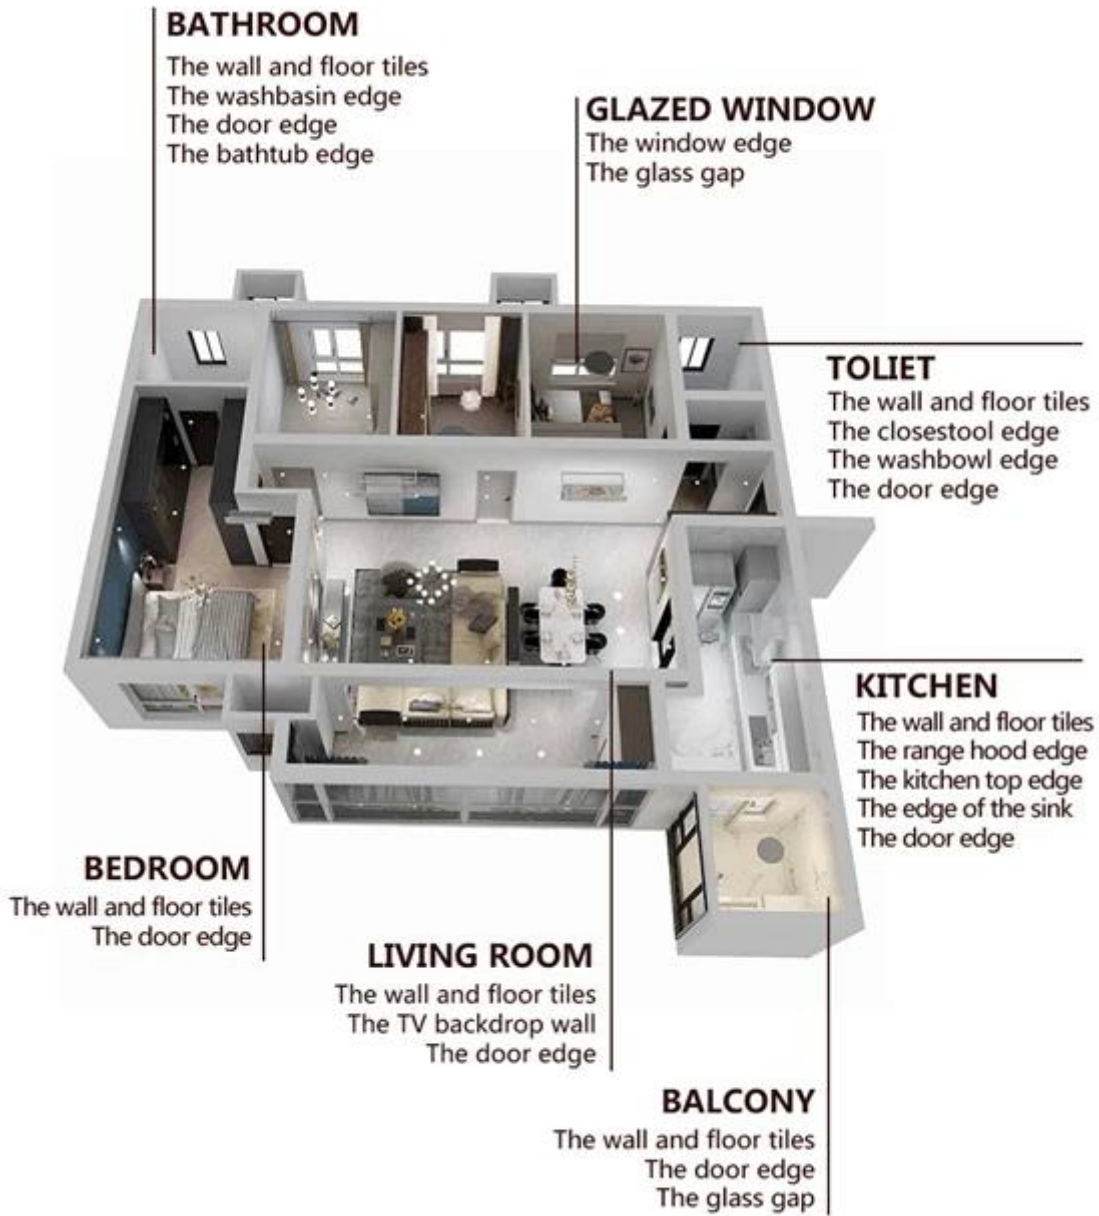 BATHROOM
The wall and floor tiles
The washbasin edge
The door edge
The bathtub edge
GLAZED WINDOW
The window edge
The glass gap
TOLIET
The wall and floor tiles
The closestool edge
The washbowl edge
The door edge
KITCHEN
The wall and floor tiles
The range hood edge
The kitchen top edge
The edge of the sink
The door edge
BEDROOM
The wall and floor tiles
The door edge
LIVING ROOM
The wall and floor tiles
The TV backdrop wall
The door edge
BALCONY
The wall and floor tiles
The door edge
The glass gap